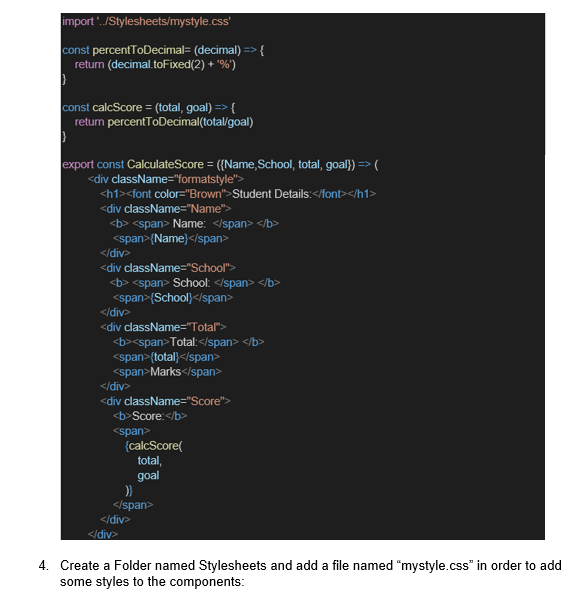 import '../Stylesheets/mystyle.css'
const percentToDecimal= (decimal) => {
return (decimal.toFixed(2) + '%')
}
const calcScore = (total, goal) => {
return percentToDecimal(total/goal)
}
export const CalculateScore = ({Name,School, total, goal}) => (
<div className="formatstyle">
<h1><font color="Brown">Student Details:</font></h1>
<div className="Name">
<b> <span> Name: </span> </b>
<span>{Name}</span>
</div>
<div className="School">
<b> <span> School: </span> </b>
<span>{School}</span>
</div>
<div className="Total">
<b><span>Total:</span> </b>
<span>{total}</span>
<span>Marks</span>
</div>
<div className="Score">
<b>Score:</b>
<span>
{calcScore(
total,
goal
)}
</span>
</div>
</div>
4. Create a Folder named Stylesheets and add a file named “mystyle.css” in order to add
some styles to the components: